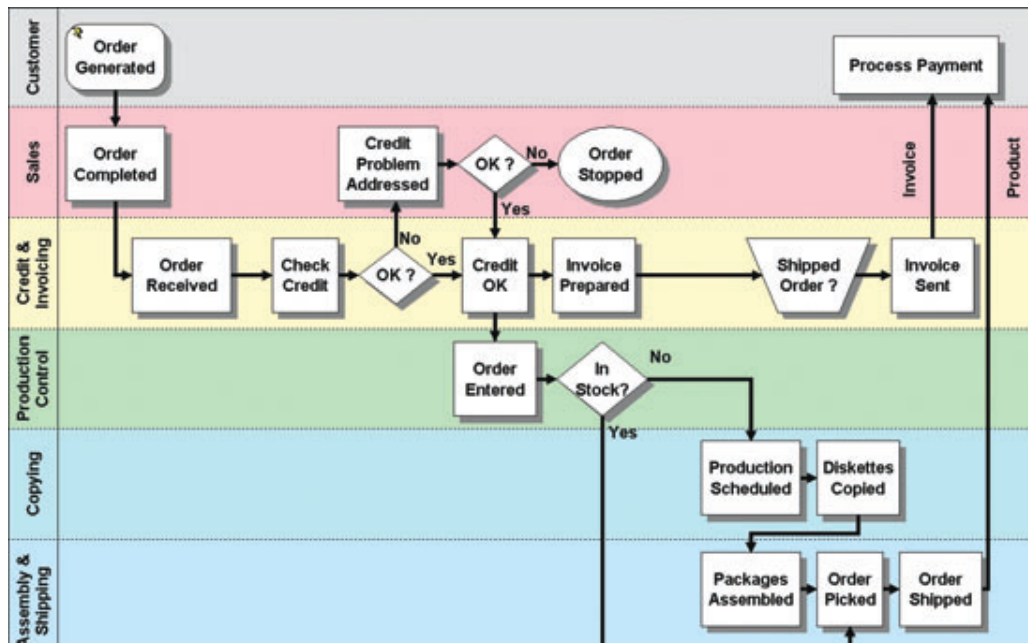 Customer
Order
Generated
Process Payment
Sales
Order
Completed
Credit
Problem
Addressed
OK ?
No
Order
Stopped
Yes
Invoice
Product
Credit &
Invoicing
Order
Received
Check
Credit
OK ?
No
Yes
Credit
OK
Invoice
Prepared
Shipped
Order ?
Invoice
Sent
Production
Control
Order
Entered
In
Stock?
No
Yes
Copying
Production
Scheduled
Diskettes
Copied
Assembly &
Shipping
Packages
Assembled
Order
Picked
Order
Shipped